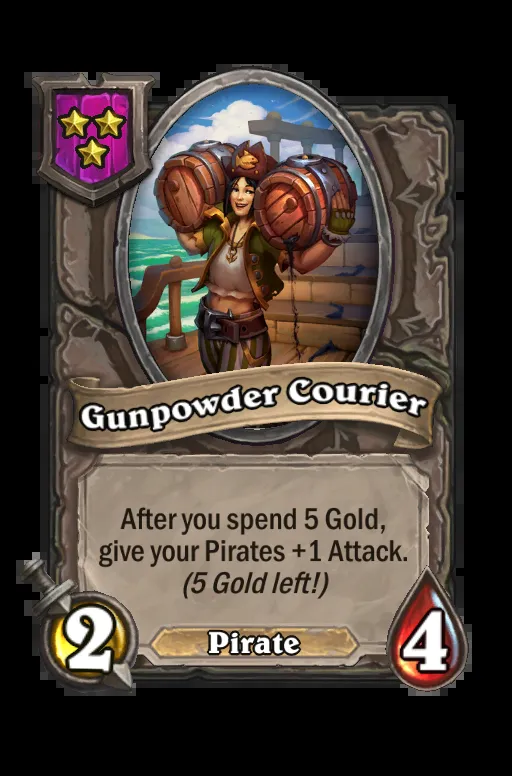 Gunpowder Courier
After you spend 5 Gold,
give your Pirates +1 Attack.
(5 Gold left!)
2
Pirate
4